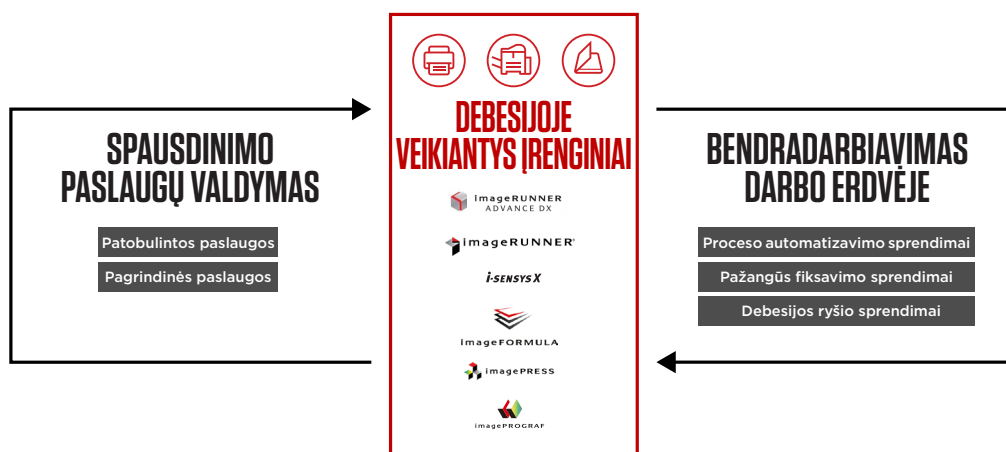 SPAUSDINIMO
PASLAUGŲ VALDYMAS
Patobulintos paslaugos
Pagrindinės paslaugos
DEBESIJOJE
VEIKIANTYS ĮRENGINIAI
imageRUNNER
ADVANCE DX
imageRUNNER®
i-SENSYS X
imageFORMULA
imagePRESS
imagePROGRAF
BENDRADARBIAVIMAS
DARBO ERDVĖJE
Proceso automatizavimo sprendimai
Pažangūs fiksavimo sprendimai
Debesijos ryšio sprendimai